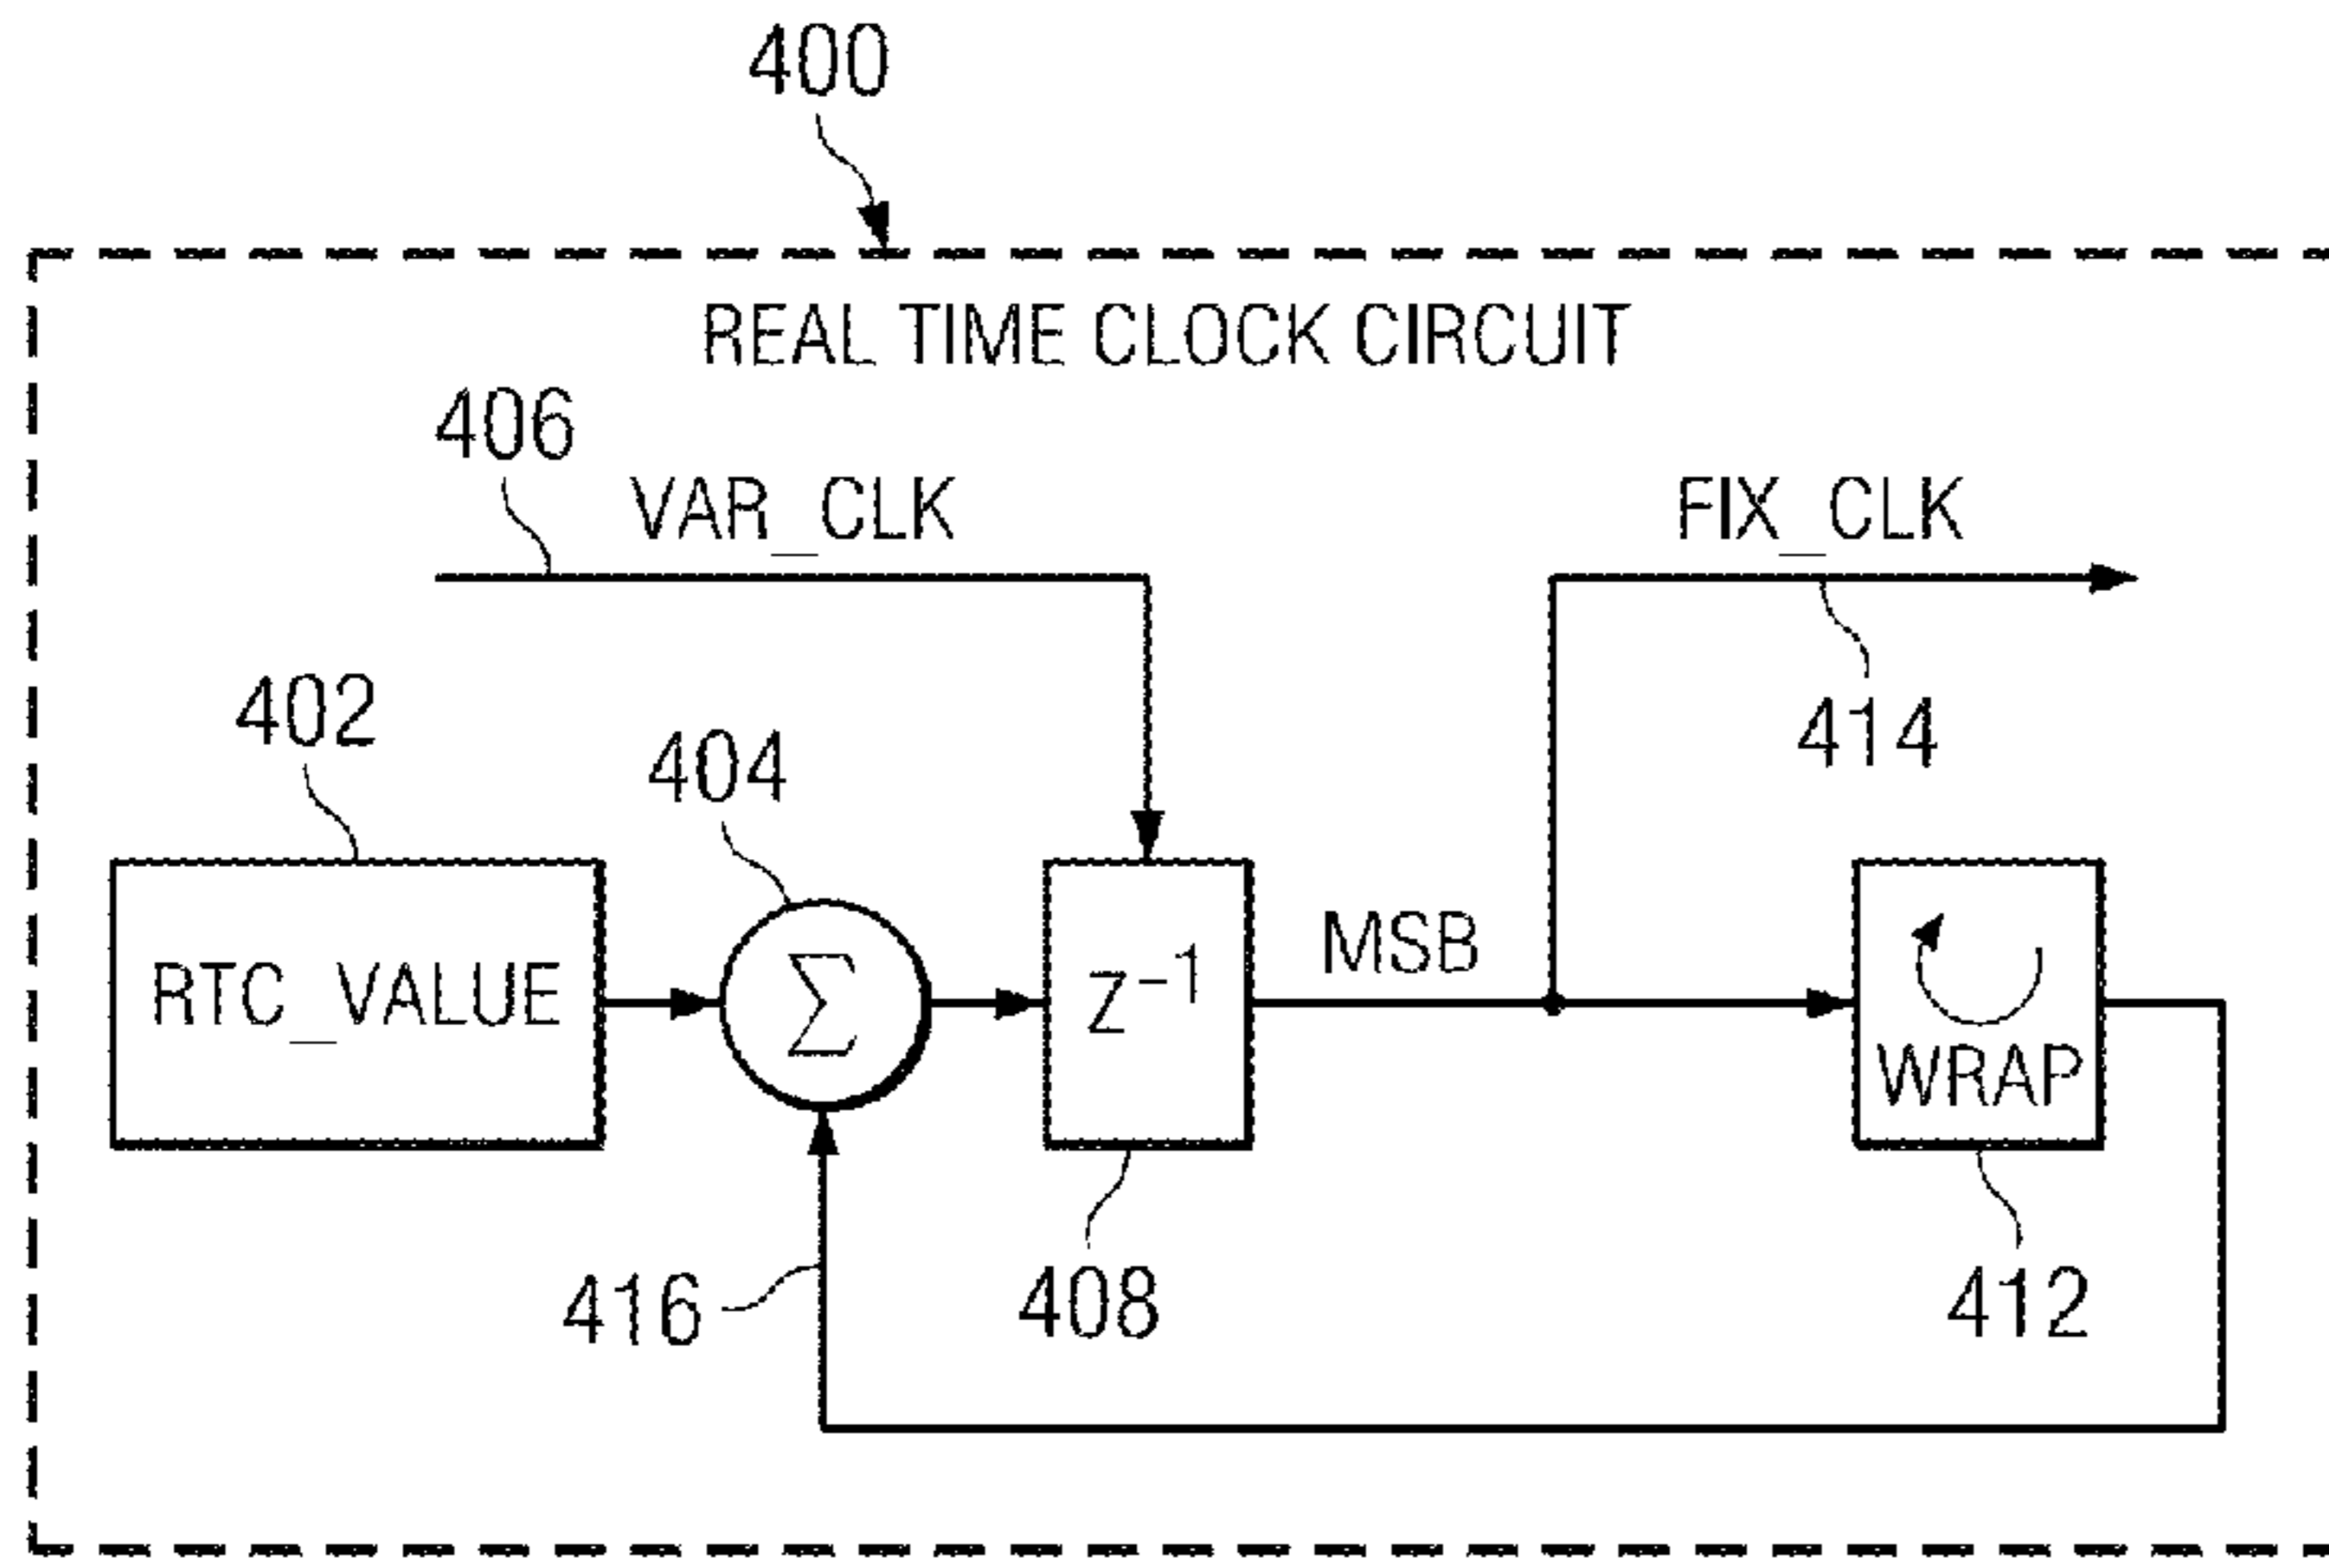 400
REAL TIME CLOCK CIRCUIT
406
VAR_CLK
FIX_CLK
414
402
404
RTC_VALUE
Σ
Z⁻¹
MSB
WRAP
416
408
412